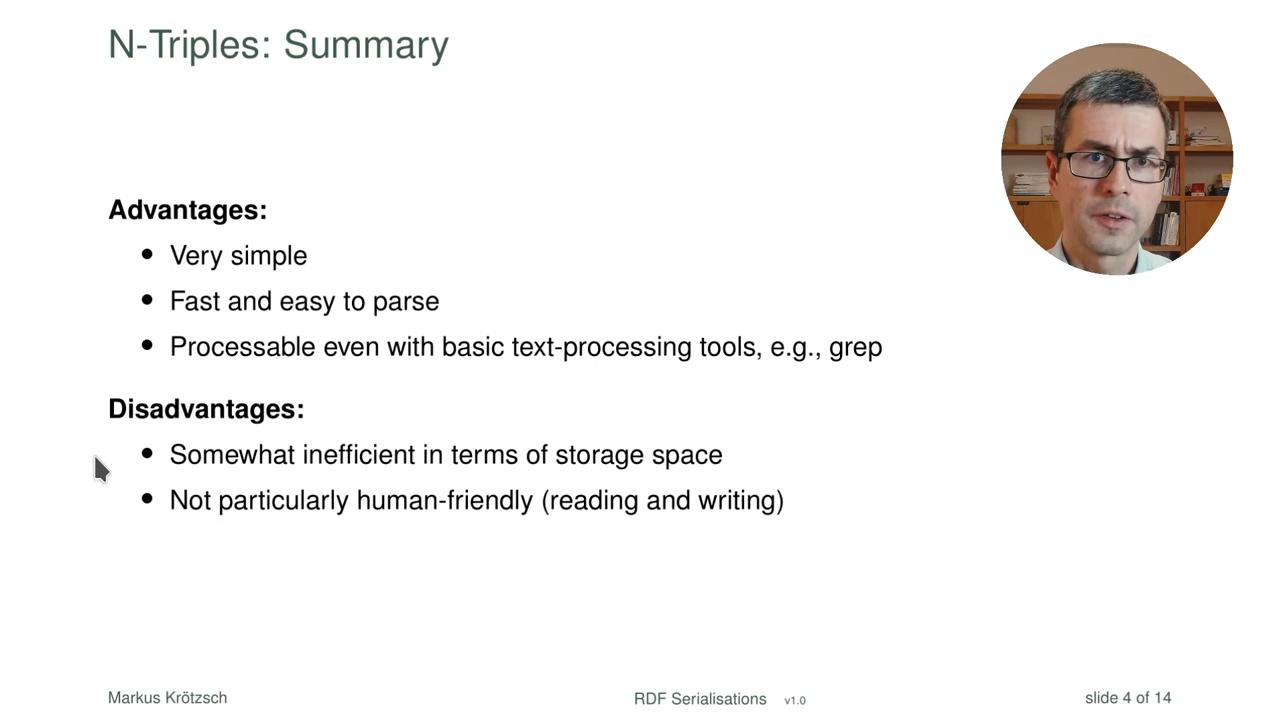 N-Triples: Summary
Advantages:
• Very simple
• Fast and easy to parse
• Processable even with basic text-processing tools, e.g., grep
Disadvantages:
• Somewhat inefficient in terms of storage space
• Not particularly human-friendly (reading and writing)
Markus Krötzsch RDF Serialisations v1.0 slide 4 of 14